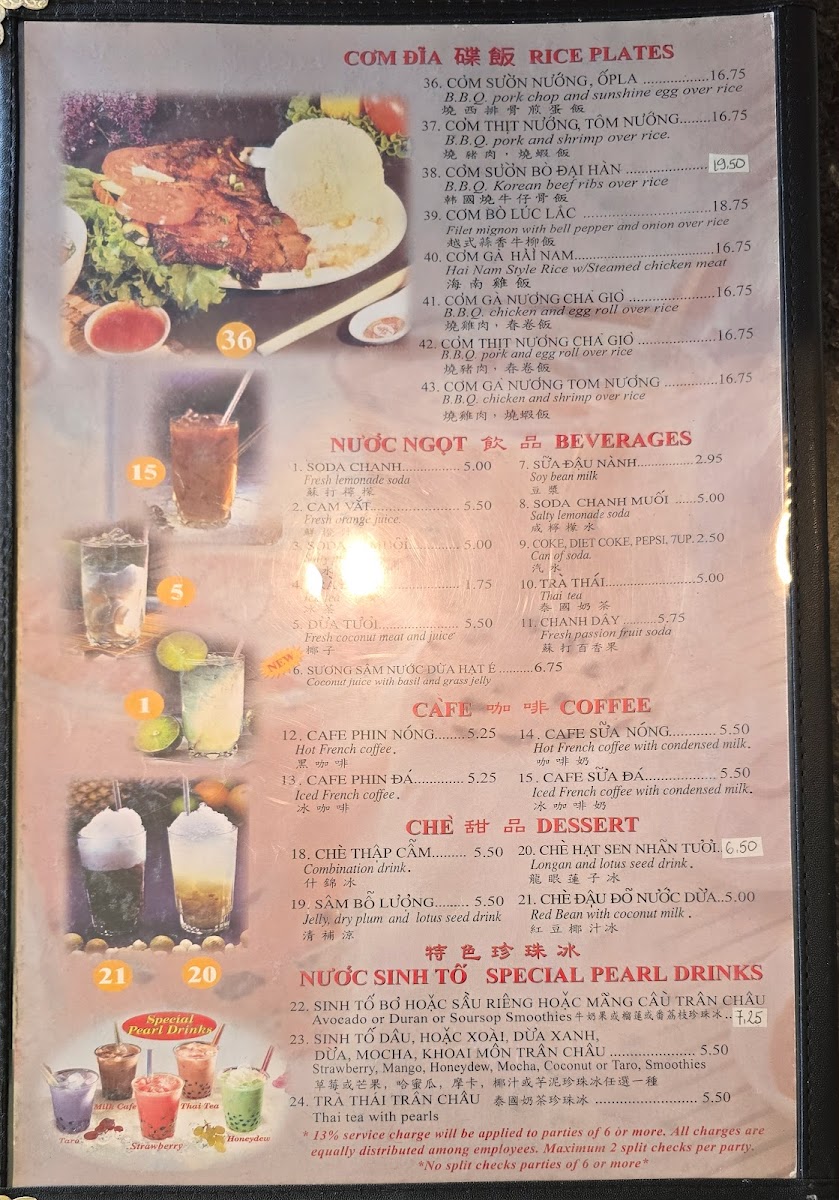 CƠM ĐĨA 碟飯 RICE PLATES
36. CƠM SƯỜN NƯỚNG, ỐPLA ..................16.75
B.B.Q. pork chop and sunshine egg over rice
燒西排骨煎蛋飯
37. CƠM THỊT NƯỚNG, TÔM NƯỚNG........16.75
B.B.Q. pork and shrimp over rice.
燒豬肉，燒蝦飯
38. CƠM SƯỜN BÒ ĐẠI HÀN ..................19.50
B.B.Q. Korean beef ribs over rice
韩國燒牛仔骨飯
39. CƠM BÒ LÚC LẮC ..............................18.75
Filet mignon with bell pepper and onion over rice
越式蒜香牛柳飯
40. CƠM GÀ HẢI NAM..............................16.75
Hai Nam Style Rice w/Steamed chicken meat
海南雞飯
41. CƠM GÀ NƯỚNG CHẢ GIÒ ....................16.75
B.B.Q. chicken and egg roll over rice
燒雞肉，春卷飯
42. CƠM THỊT NƯỚNG CHẢ GIÒ ..................16.75
B.B.Q. pork and egg roll over rice
燒豬肉，春卷飯
43. CƠM GÀ NƯỚNG TÔM NƯỚNG ..............16.75
B.B.Q. chicken and shrimp over rice
燒雞肉，燒蝦飯
36
NƯỚC NGỌT 飲品 BEVERAGES
1. SODA CHANH............... 5.00
Fresh lemonade soda
蘇打檸檬
2. CAM VẮT........................ 5.50
Fresh orange juice.
3. SODA 5.00
4. 1.75
冰茶
5. DỪA TƯƠI...................... 5.50
Fresh coconut meat and juice
椰子
NEW
6. SƯƠNG SÂM NƯỚC DỪA HẠT É ..........6.75
Coconut juice with basil and grass jelly
7. SỮA ĐẬU NÀNH...............2.95
Soy bean milk
豆漿
8. SODA CHANH MUỐI ......5.00
Salty lemonade soda
咸檸檬水
9. COKE, DIET COKE, PEPSI, 7UP. 2.50
Can of soda.
汽水
10. TRÀ THÁI.......................5.00
Thai tea
泰國奶茶
11. CHANH DÂY .........5.75
Fresh passion fruit soda
蘇打百香果
15
5
1
CÀFE 咖啡 COFFEE
12. CAFE PHIN NÓNG........ 5.25
Hot French coffee.
黑咖啡
13. CAFE PHIN ĐÁ............. 5.25
Iced French coffee.
冰咖啡
14. CAFE SỮA NÓNG............. 5.50
Hot French coffee with condensed milk.
咖啡奶
15. CAFE SỮA ĐÁ................... 5.50
Iced French coffee with condensed milk.
冰咖啡奶
CHÈ 甜品 DESSERT
18. CHÈ THẬP CẨM......... 5.50
Combination drink.
什錦冰
19. SÂM BỔ LƯỢNG......... 5.50
Jelly, dry plum and lotus seed drink
清補涼
20. CHÈ HẠT SEN NHÃN TƯƠI..6.50
Longan and lotus seed drink.
龍眼蓮子冰
21. CHÈ ĐẬU ĐỎ NƯỚC DỪA..5.00
Red Bean with coconut milk .
紅豆椰汁冰
21
20
特色珍珠冰
NƯỚC SINH TỐ SPECIAL PEARL DRINKS
22. SINH TỐ BƠ HOẶC SẦU RIÊNG HOẶC MÃNG CẦU TRÂN CHÂU
Avocado or Duran or Soursop Smoothies 牛奶果或榴蓮或番荔枝珍珠冰..7.25
23. SINH TỐ DÂU, HOẶC XOÀI, DỪA XANH,
DỪA, MOCHA, KHOAI MÔN TRÂN CHÂU ................ 5.50
Strawberry, Mango, Honeydew, Mocha, Coconut or Taro, Smoothies
草莓或芒果，哈蜜瓜，摩卡，椰汁或芋泥珍珠冰任選一種
24. TRÀ THÁI TRÂN CHÂU 泰國奶茶珍珠冰 ...................... 5.50
Thai tea with pearls
Special
Pearl Drinks
Taro
Milk Cafe
Strawberry
Thai Tea
Honeydew
* 13% service charge will be applied to parties of 6 or more. All charges are
equally distributed among employees. Maximum 2 split checks per party.
*No split checks parties of 6 or more*